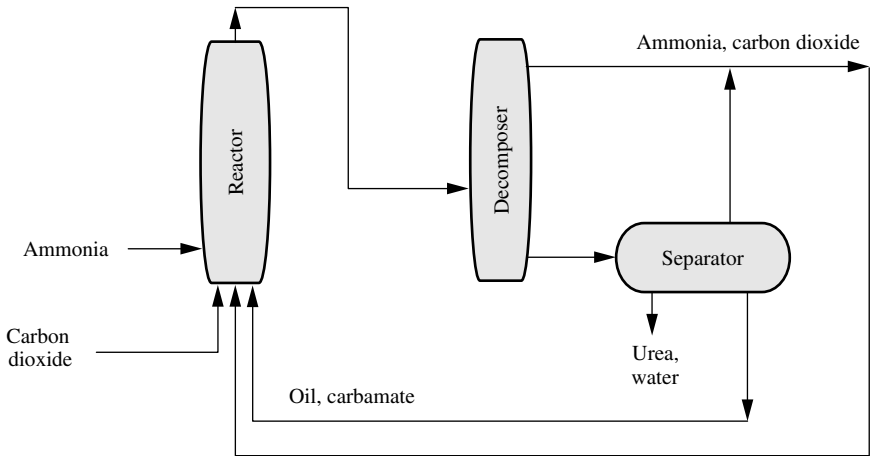 Ammonia, carbon dioxide
Reactor
Decomposer
Ammonia
Separator
Carbon
dioxide
Urea,
water
Oil, carbamate